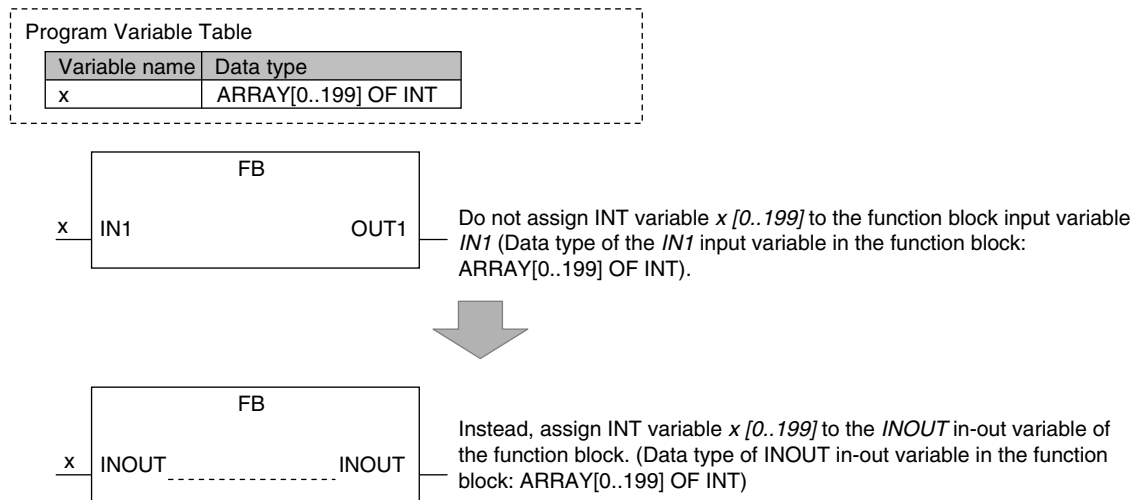 Program Variable Table
Variable name Data type
x ARRAY[0..199] OF INT
FB
x IN1 OUT1
Do not assign INT variable x [0..199] to the function block input variable
IN1 (Data type of the IN1 input variable in the function block:
ARRAY[0..199] OF INT).
FB
x INOUT INOUT
Instead, assign INT variable x [0..199] to the INOUT in-out variable of
the function block. (Data type of INOUT in-out variable in the function
block: ARRAY[0..199] OF INT)